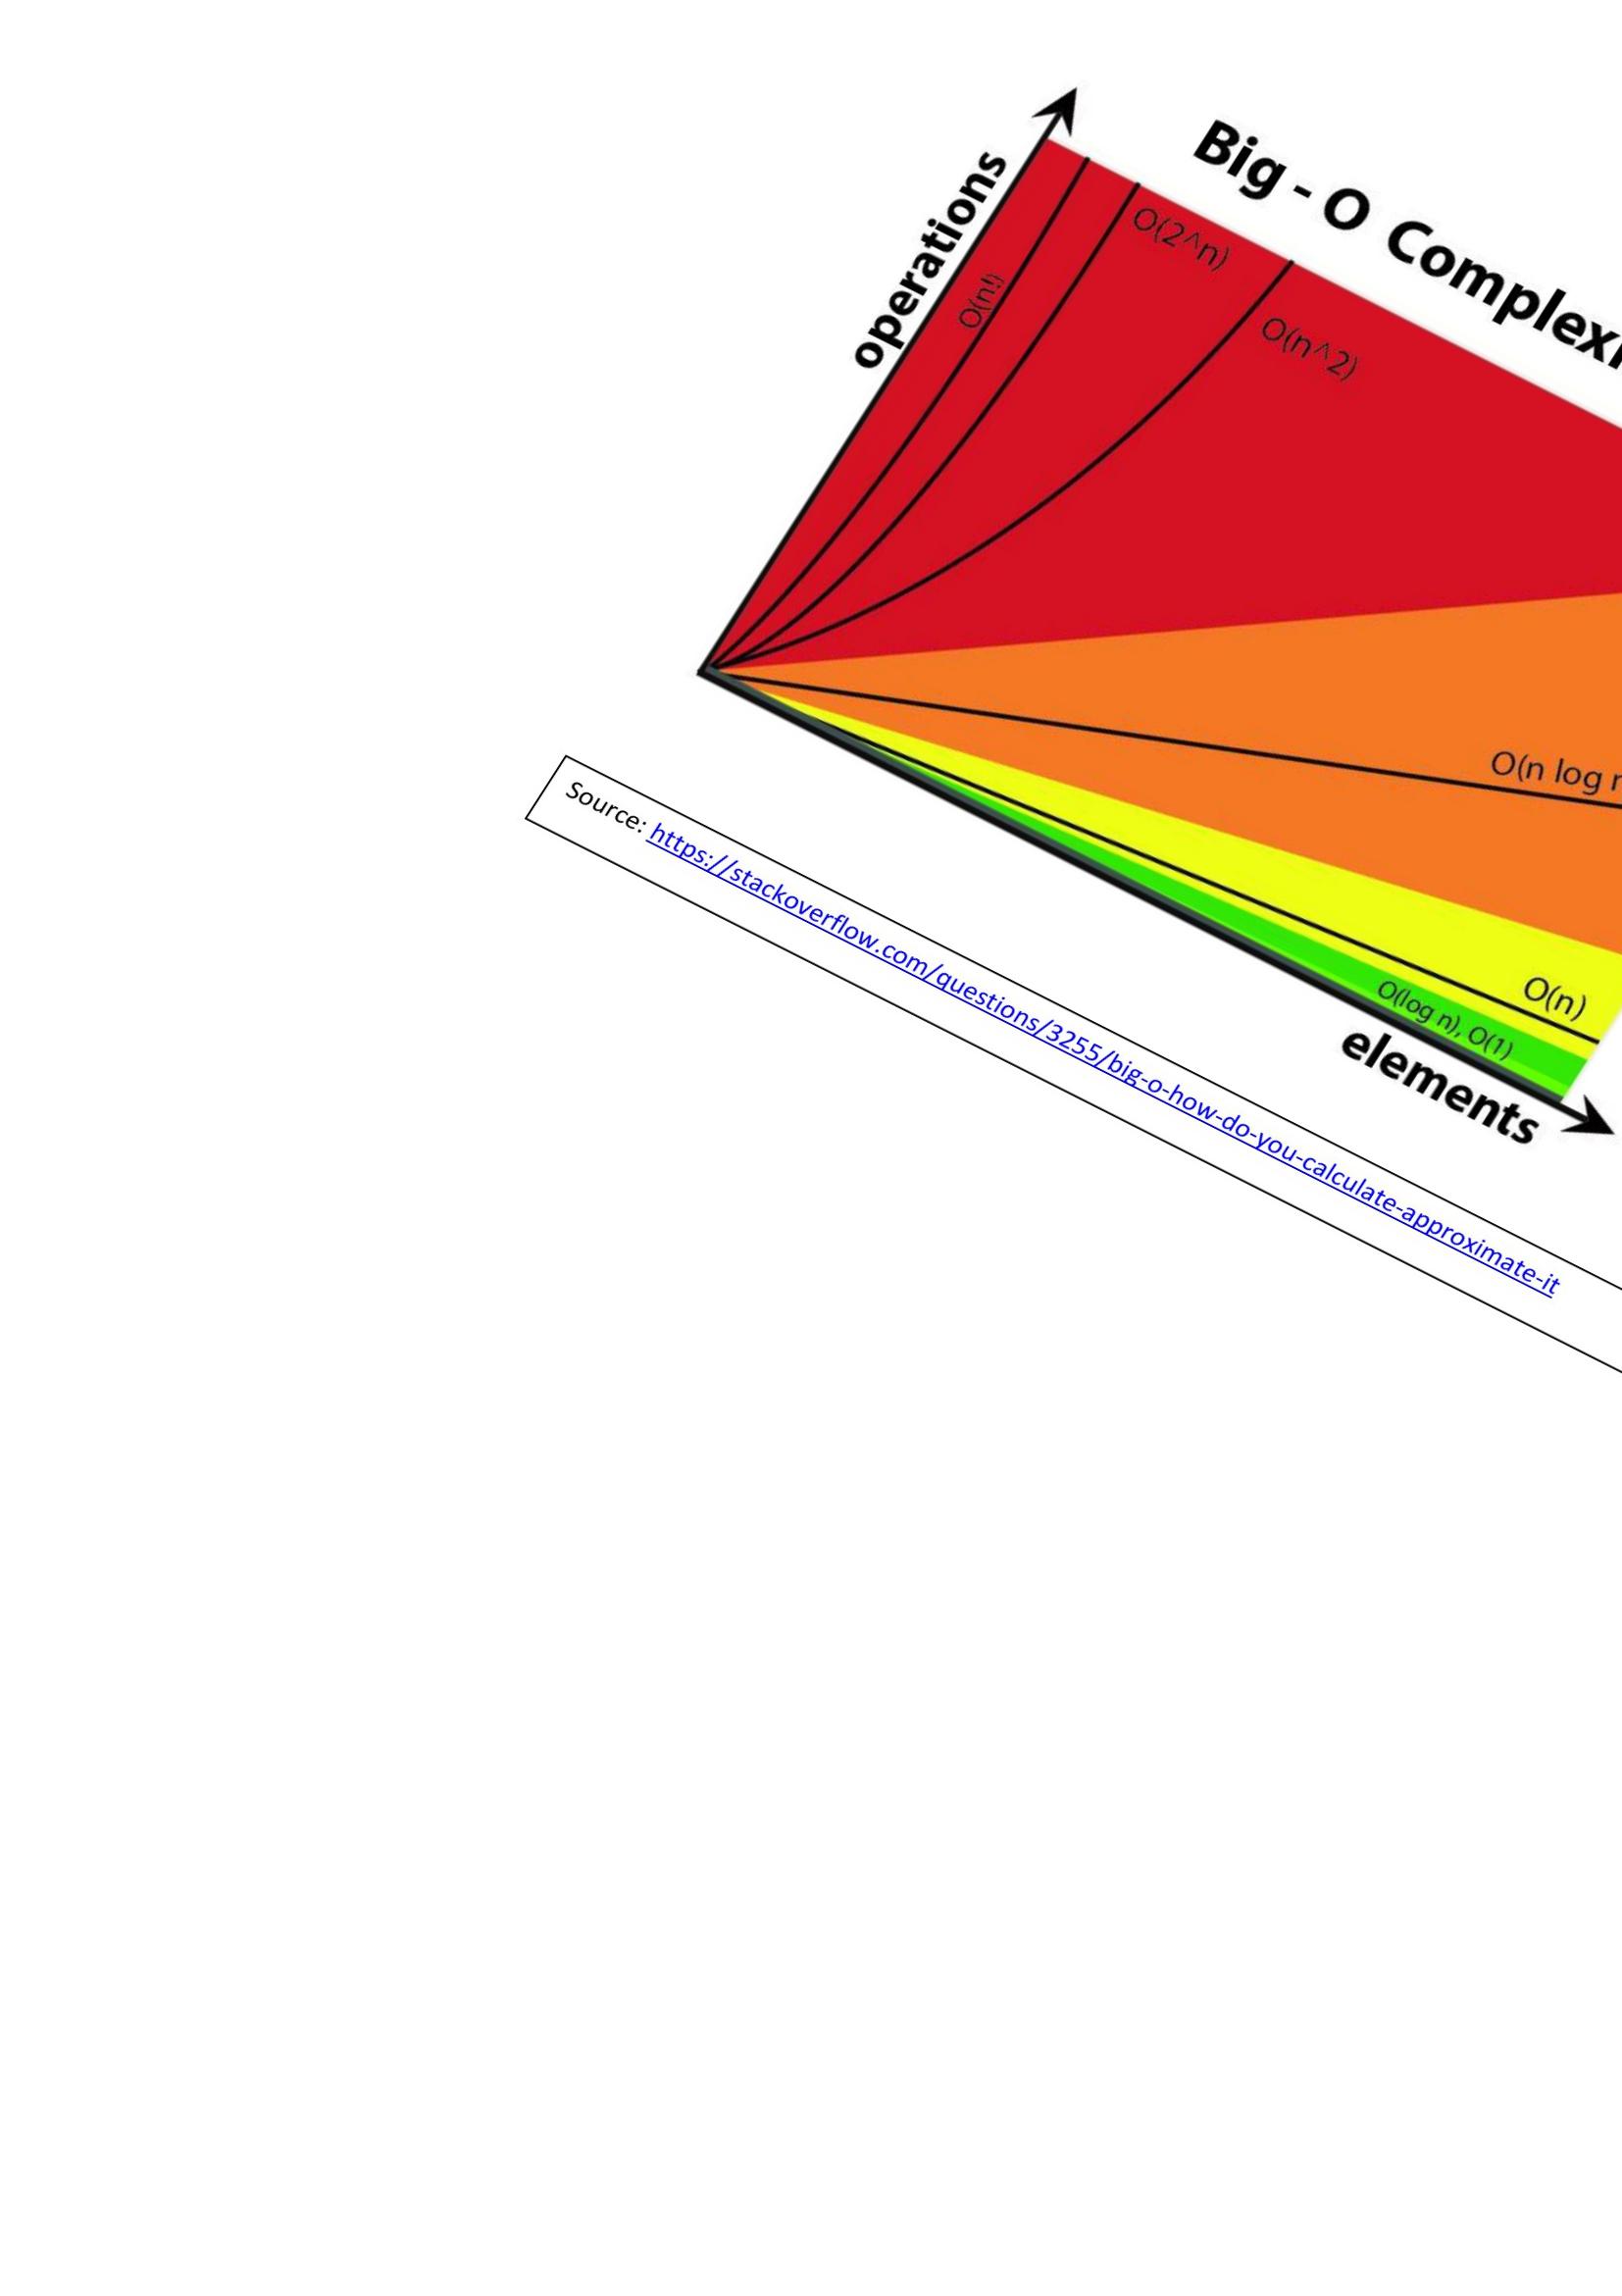 Big - O
operations
O(n!)
O(2^n)
O(n^2)
O(n log
O(n)
O(log n), O(1)
elements
Source: https://stackoverflow.com/questions/3255/big-o-how-do-you-calculate-approximate-it